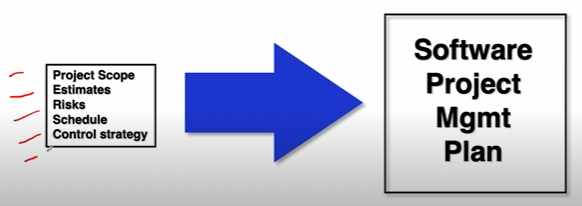 Project Scope
Estimates
Risks
Schedule
Control strategy
Software
Project
Mgmt
Plan